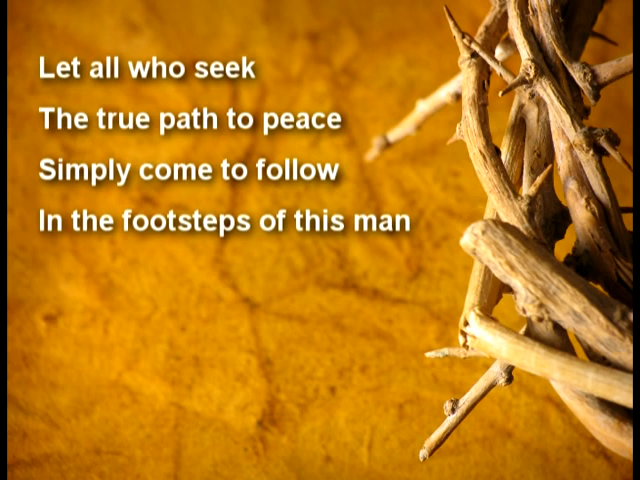 Let all who seek
The true path to peace
Simply come to follow
In the footsteps of this man